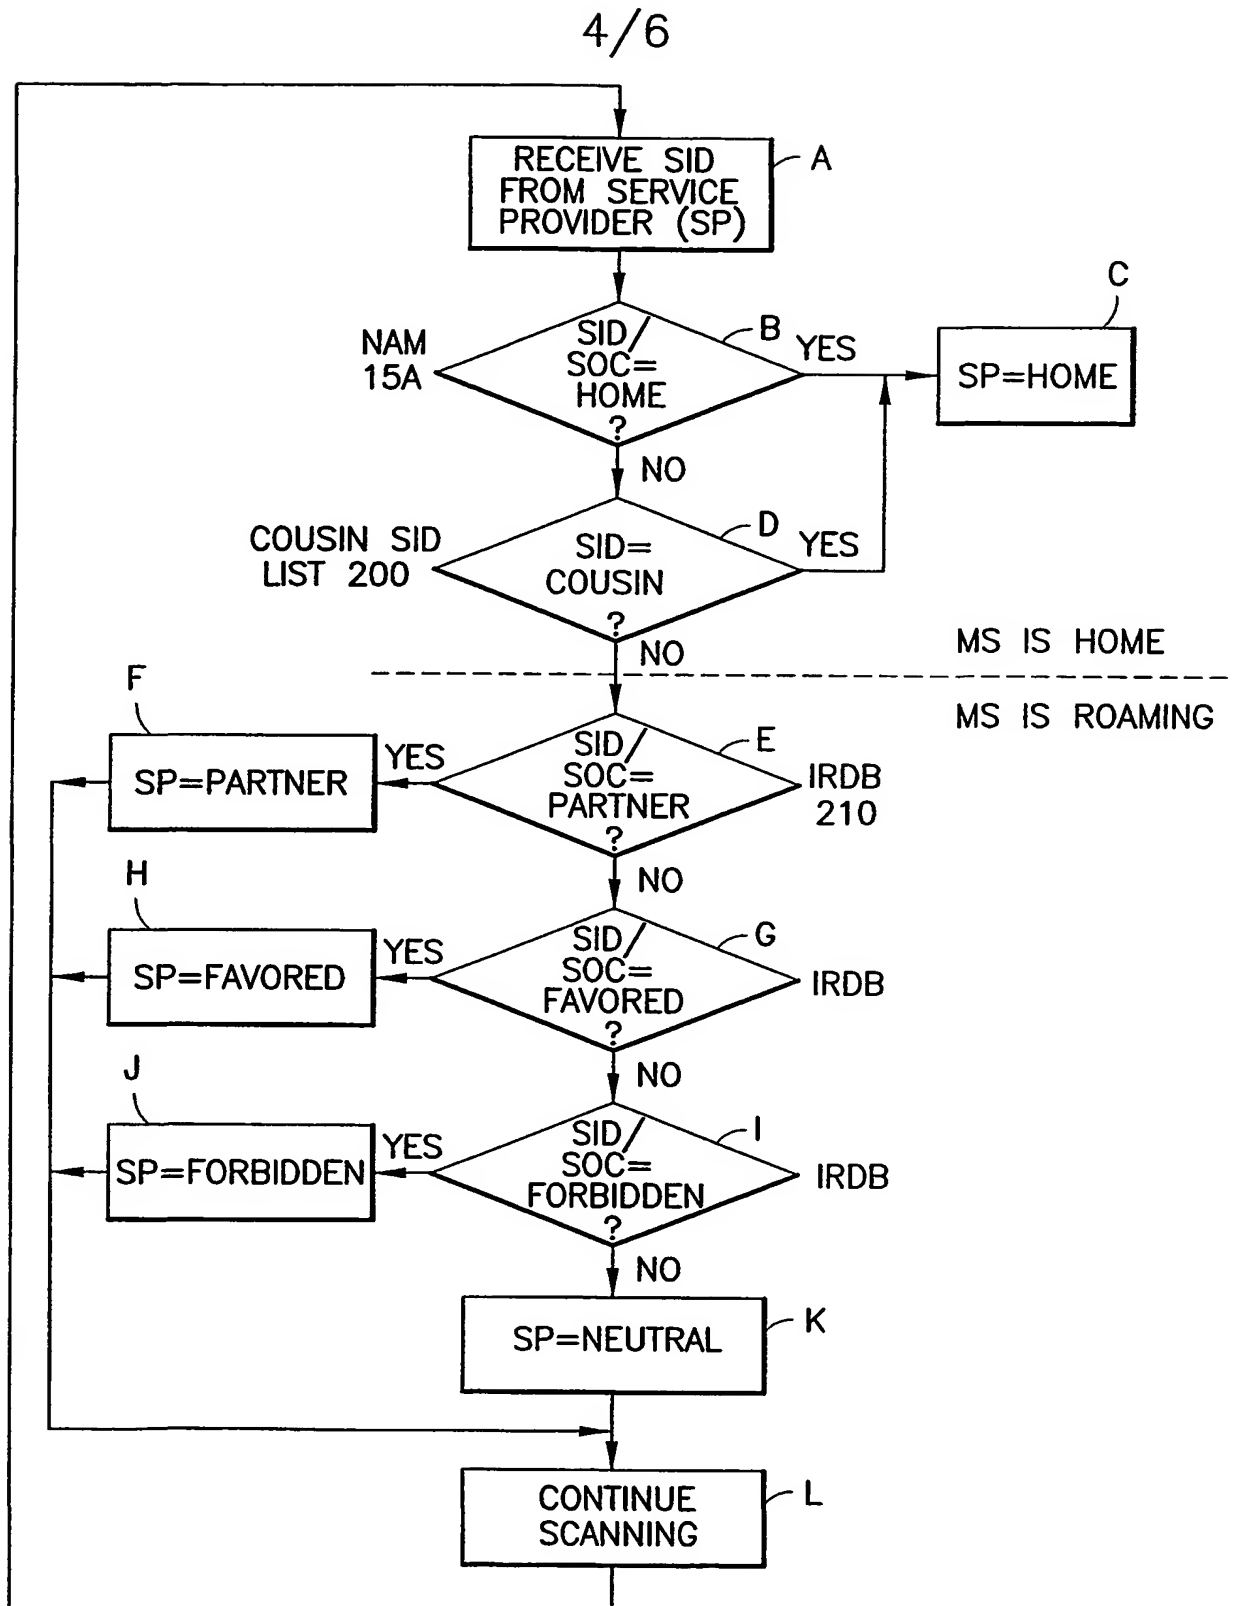 4/6
RECEIVE SID
FROM SERVICE
PROVIDER (SP)
A
NAM
15A
SID/
SOC=
HOME
?
B
YES
C
SP=HOME
NO
COUSIN SID
LIST 200
SID=
COUSIN
?
D
YES
NO
MS IS HOME
MS IS ROAMING
F
SP=PARTNER
YES
SID/
SOC=
PARTNER
?
E
IRDB
210
NO
H
SP=FAVORED
YES
SID/
SOC=
FAVORED
?
G
IRDB
NO
J
SP=FORBIDDEN
YES
SID/
SOC=
FORBIDDEN
?
I
IRDB
NO
SP=NEUTRAL
K
CONTINUE
SCANNING
L